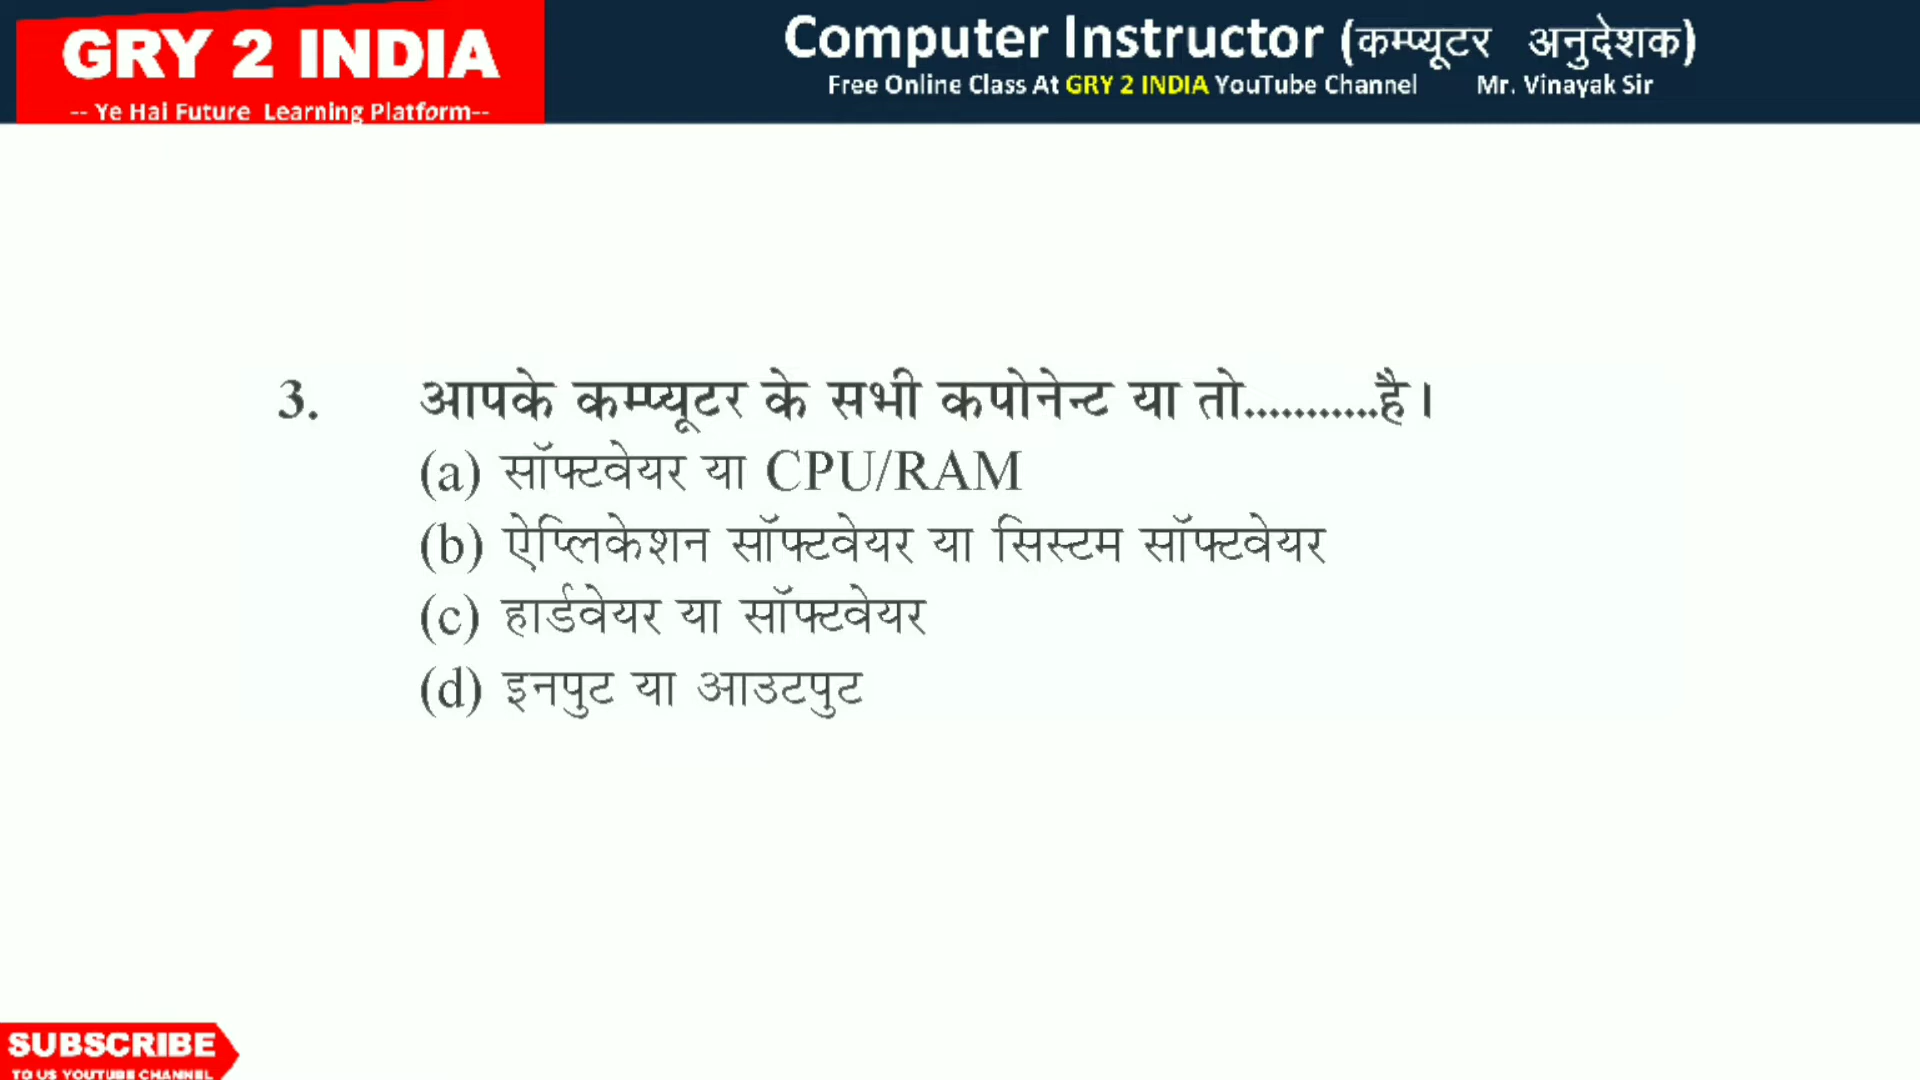 GRY 2 INDIA
-- Ye Hai Future Learning Platform--
Computer Instructor (कम्प्यूटर अनुदेशक)
Free Online Class At GRY 2 INDIA YouTube Channel Mr. Vinayak Sir
3. आपके कम्प्यूटर के सभी कपोनेन्ट या तो...........है।
(a) सॉफ्टवेयर या CPU/RAM
(b) ऐप्लिकेशन सॉफ्टवेयर या सिस्टम सॉफ्टवेयर
(c) हार्डवेयर या सॉफ्टवेयर
(d) इनपुट या आउटपुट
SUBSCRIBE
TO US YOUTUBE CHANNEL